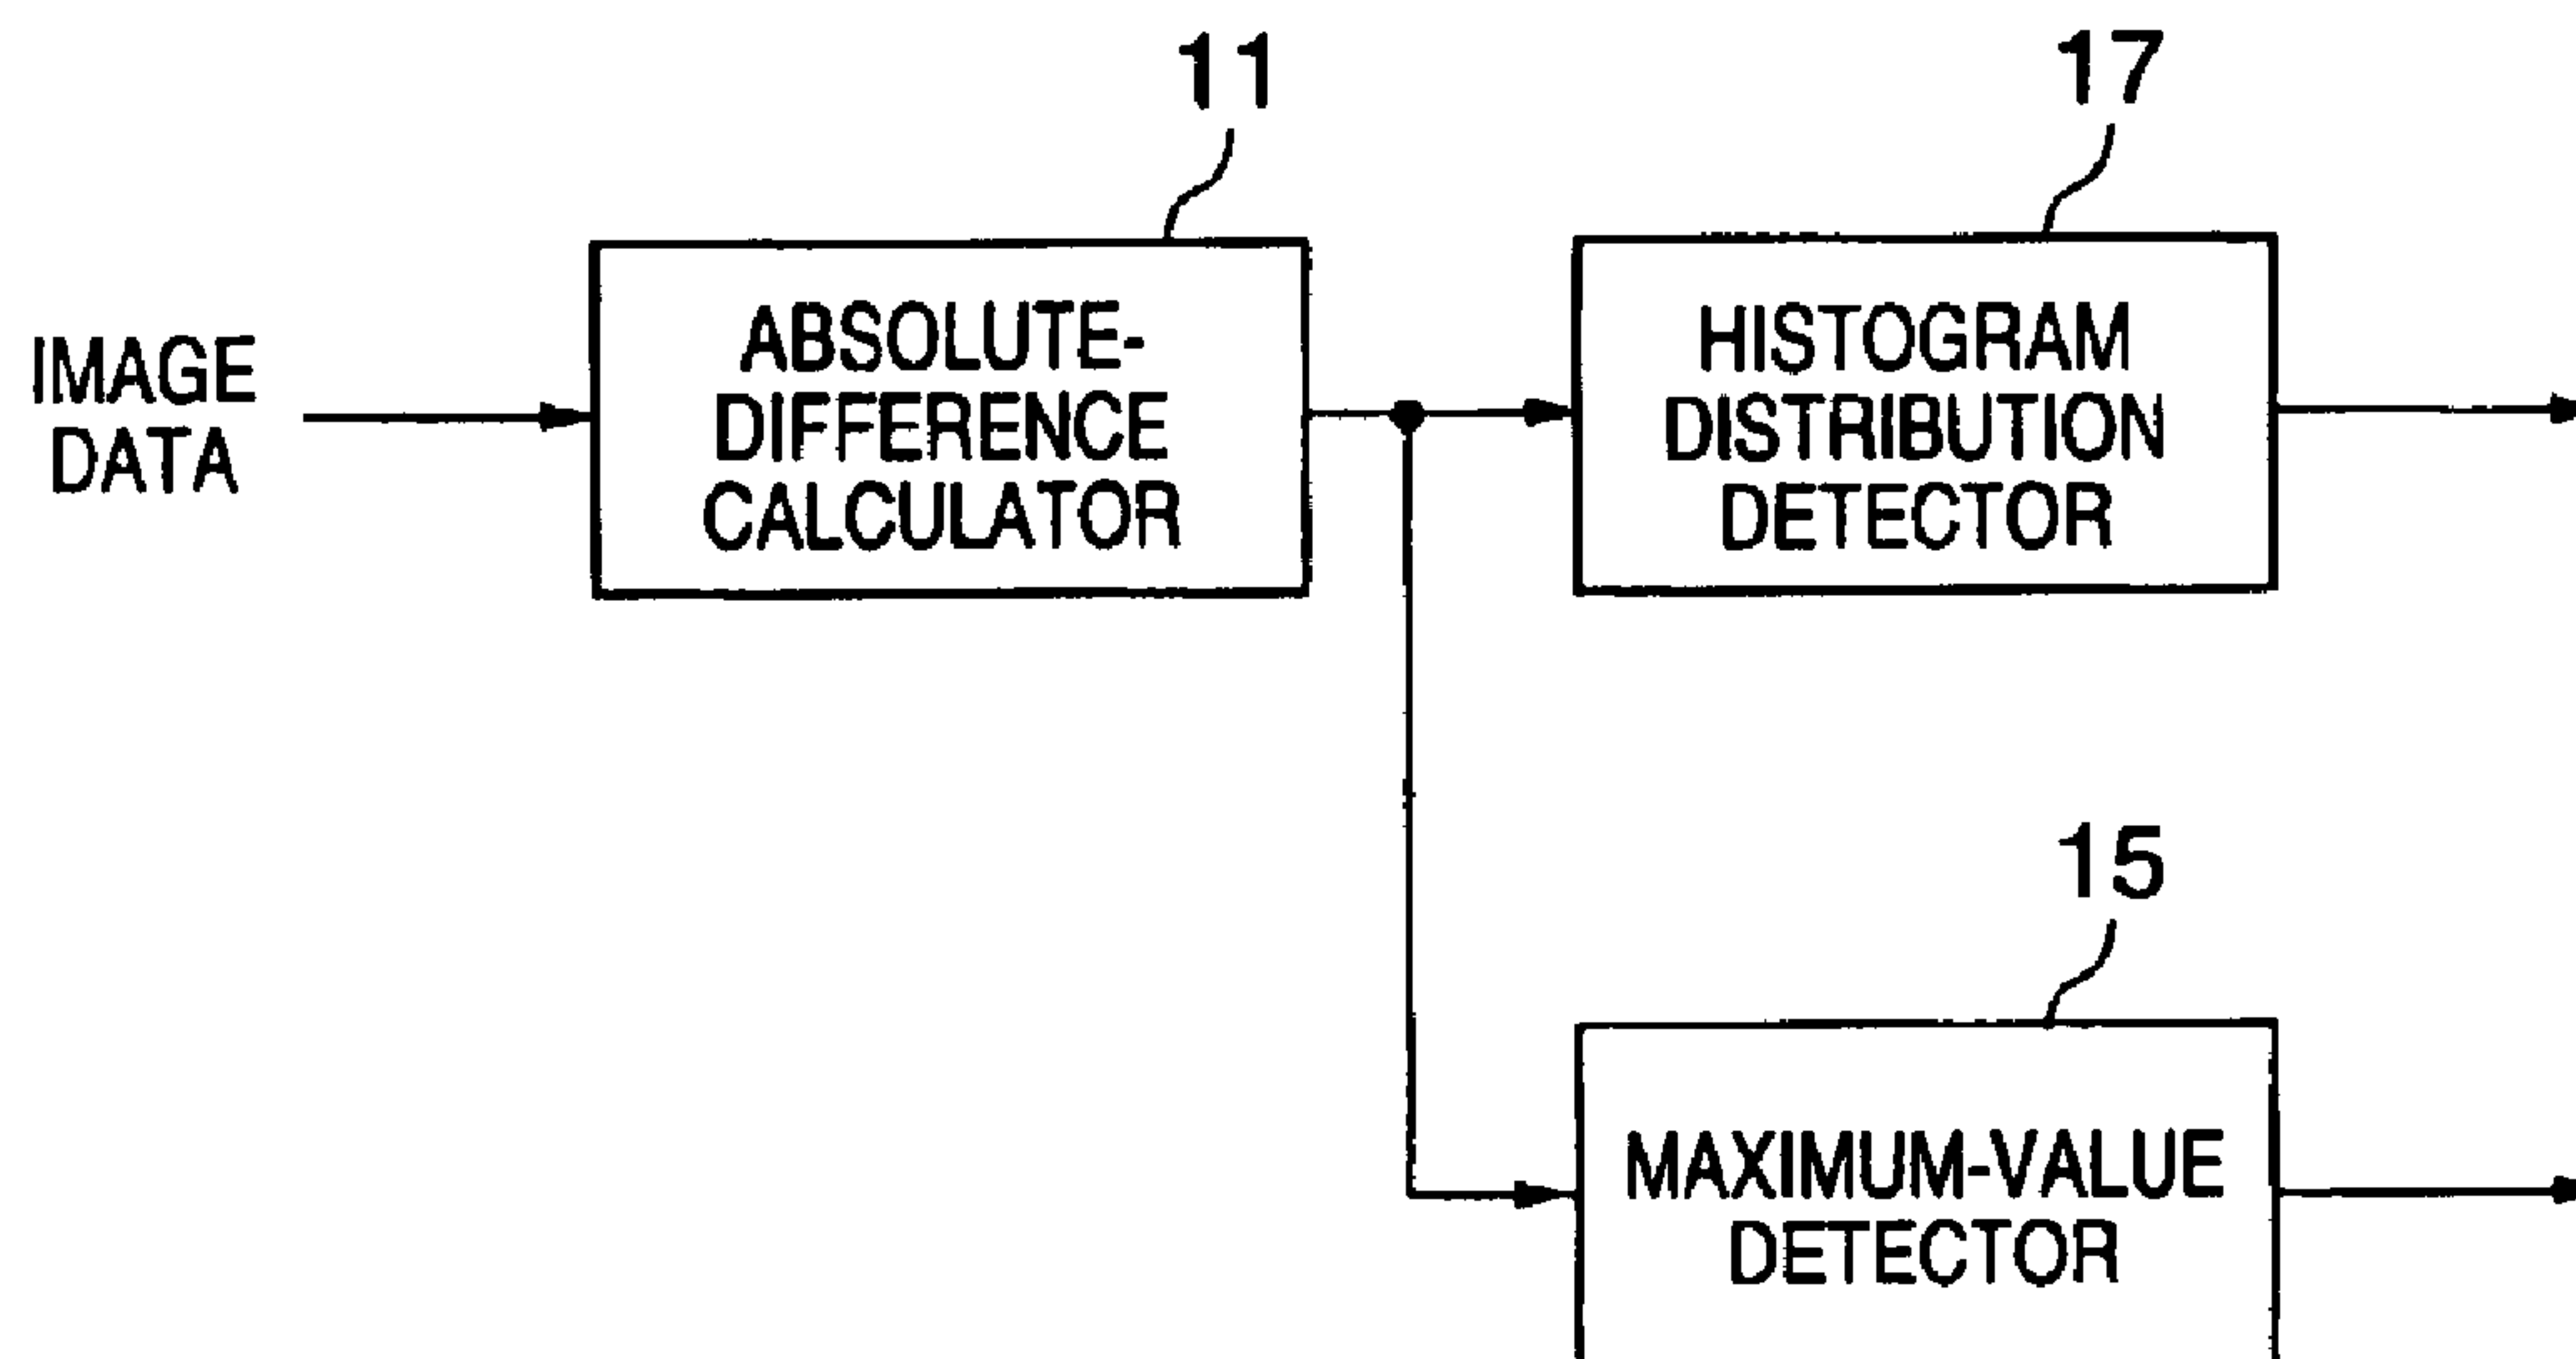 11
17
IMAGE
DATA
ABSOLUTE-
DIFFERENCE
CALCULATOR
HISTOGRAM
DISTRIBUTION
DETECTOR
15
MAXIMUM-VALUE
DETECTOR